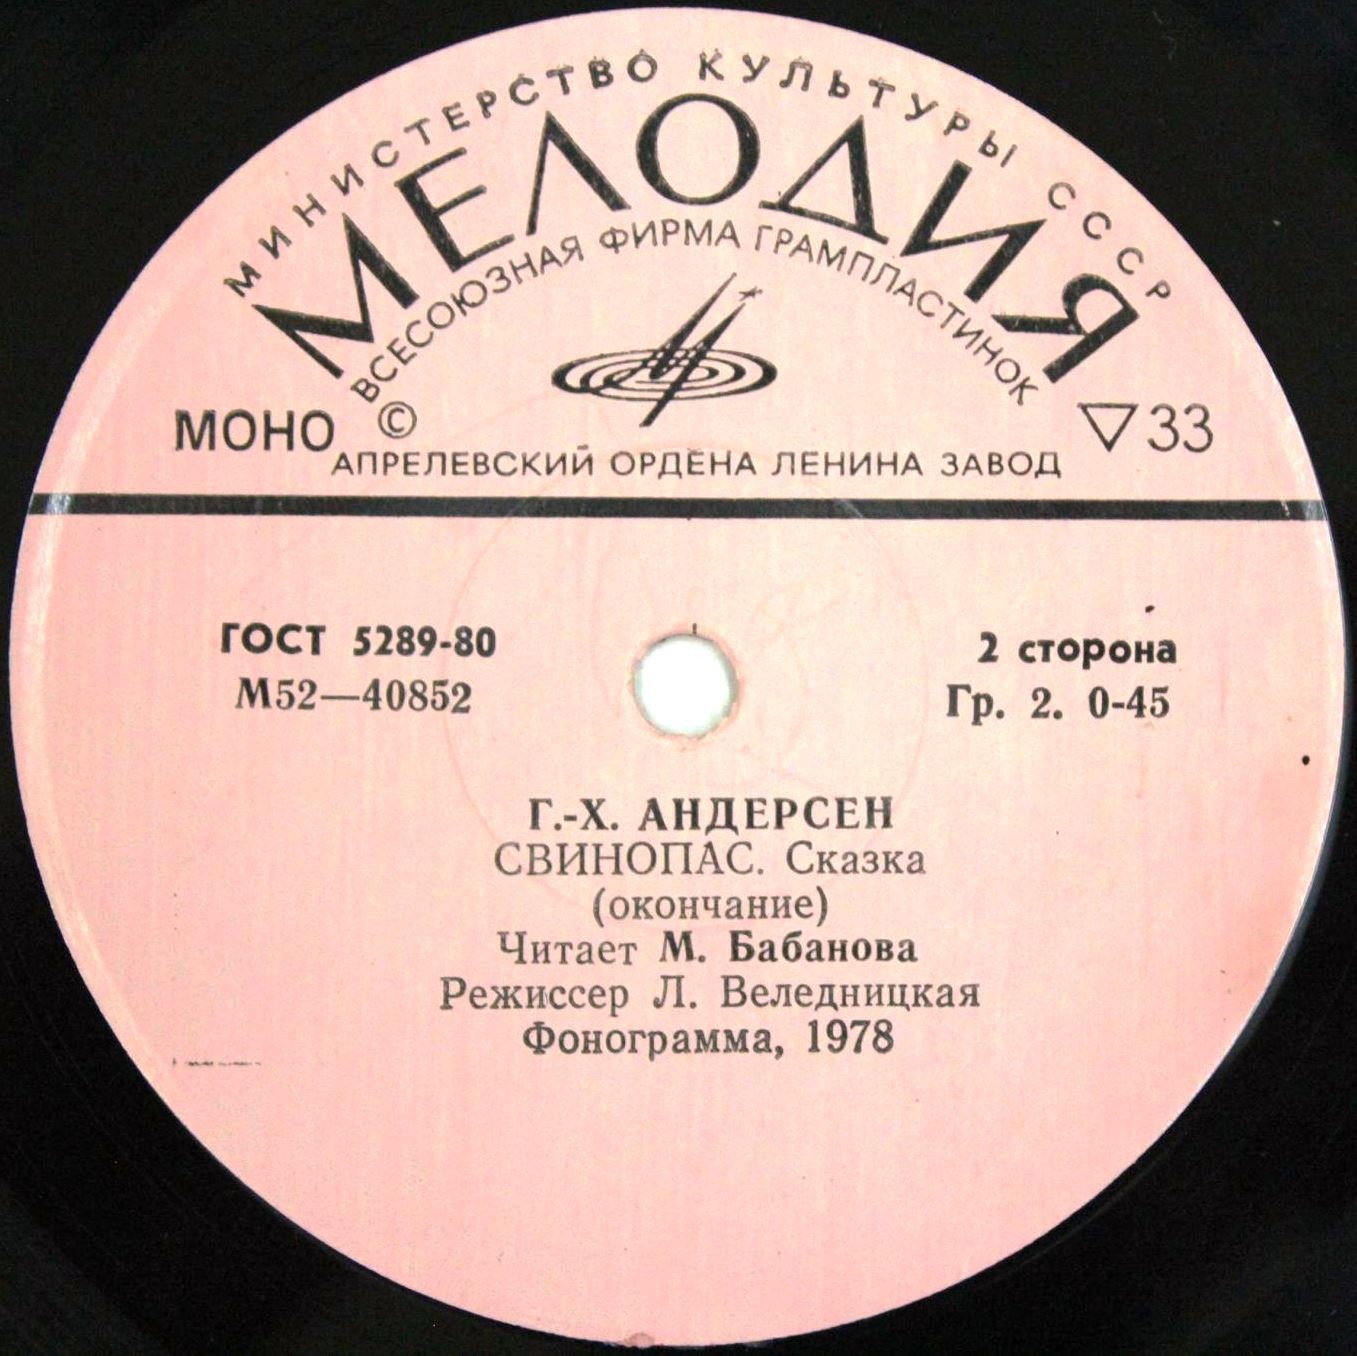 МИНИСТЕРСТВО КУЛЬТУРЫ СССР
МЕЛОДИЯ
ВСЕСОЮЗНАЯ ФИРМА ГРАМПЛАСТИНОК
МОНО © ▽33
АПРЕЛЕВСКИЙ ОРДЕНА ЛЕНИНА ЗАВОД
ГОСТ 5289-80 2 сторона
М52—40852 Гр. 2. 0-45
Г.-Х. АНДЕРСЕН
СВИНОПАС. Сказка
(окончание)
Читает М. Бабанова
Режиссер Л. Веледницкая
Фонограмма, 1978